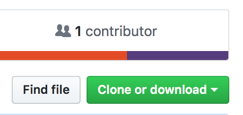 1 contributor
Find file
Clone or download